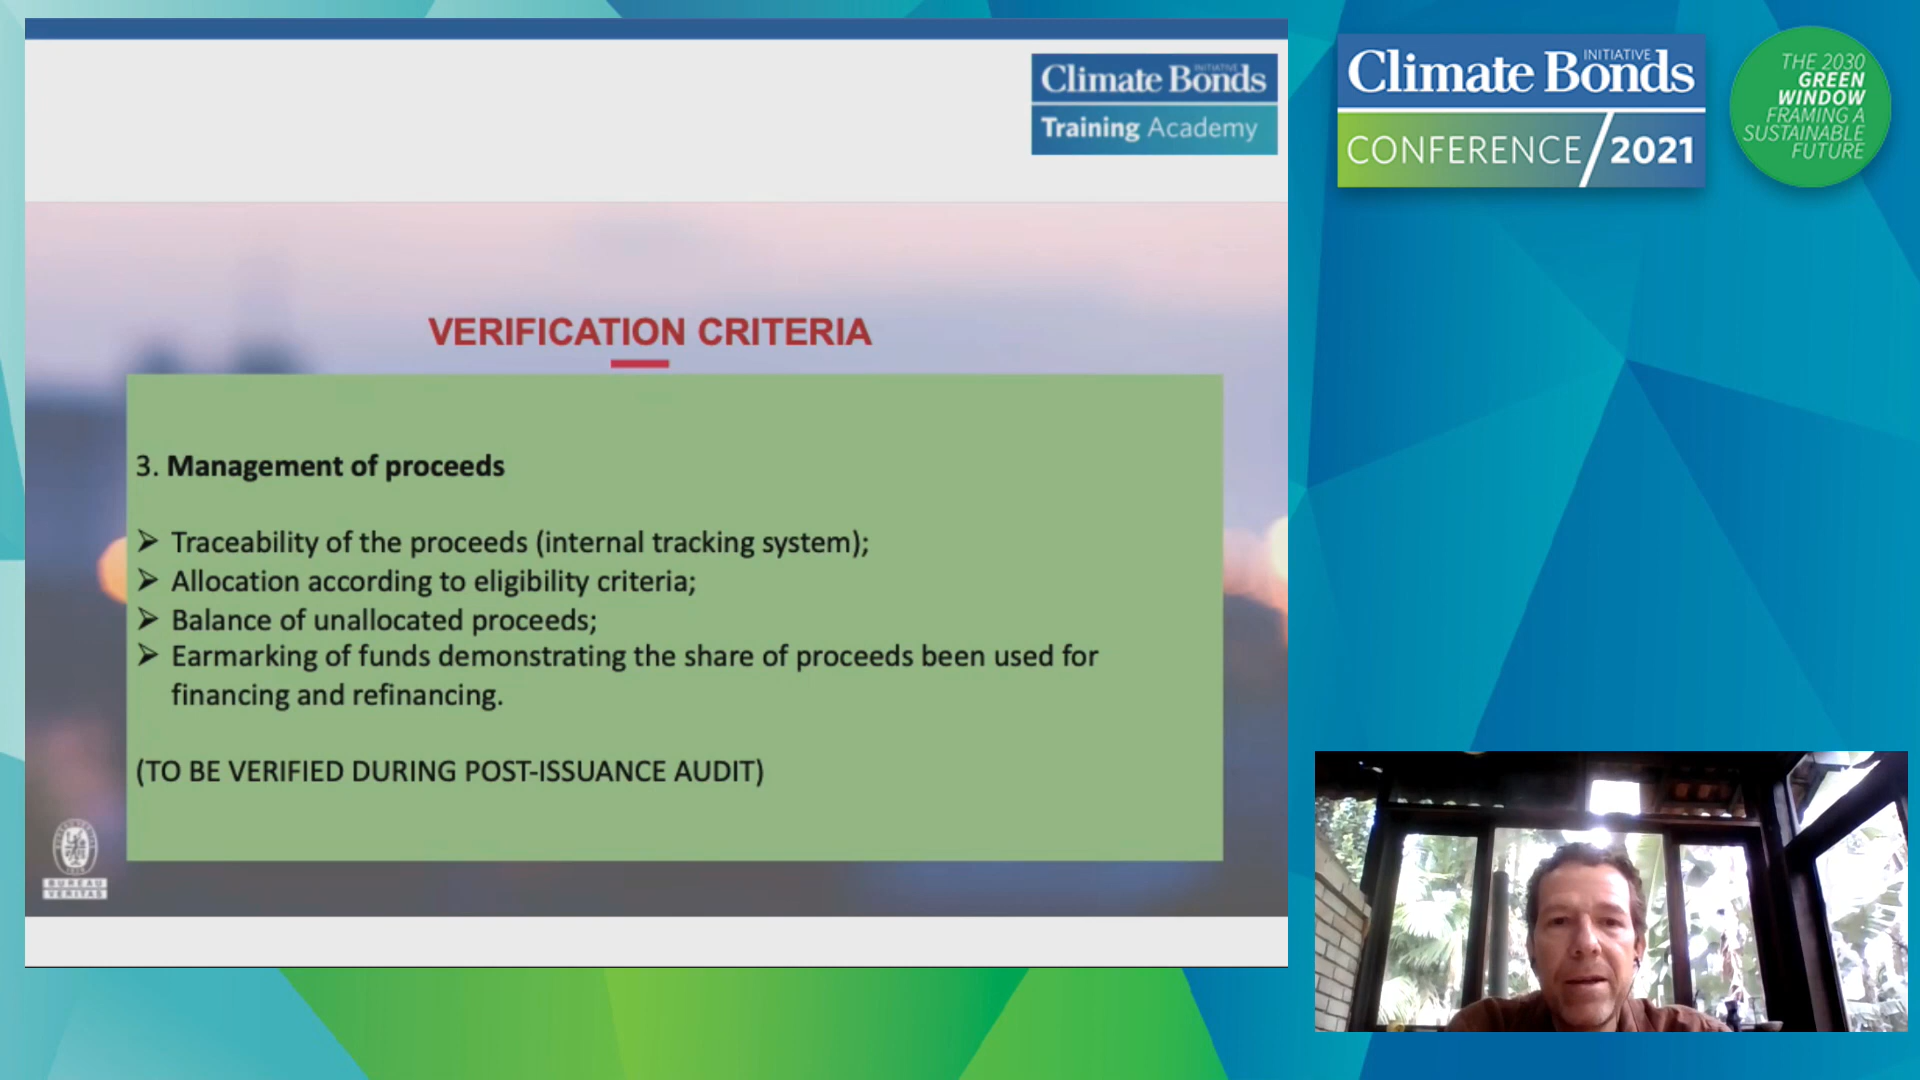 Climate Bonds
INITIATIVE
Training Academy
VERIFICATION CRITERIA
3. Management of proceeds
➢ Traceability of the proceeds (internal tracking system);
➢ Allocation according to eligibility criteria;
➢ Balance of unallocated proceeds;
➢ Earmarking of funds demonstrating the share of proceeds been used for
financing and refinancing.
(TO BE VERIFIED DURING POST-ISSUANCE AUDIT)
BUREAU
VERITAS
Climate Bonds
INITIATIVE
CONFERENCE/2021
THE 2030
GREEN
WINDOW
FRAMING A
SUSTAINABLE
FUTURE